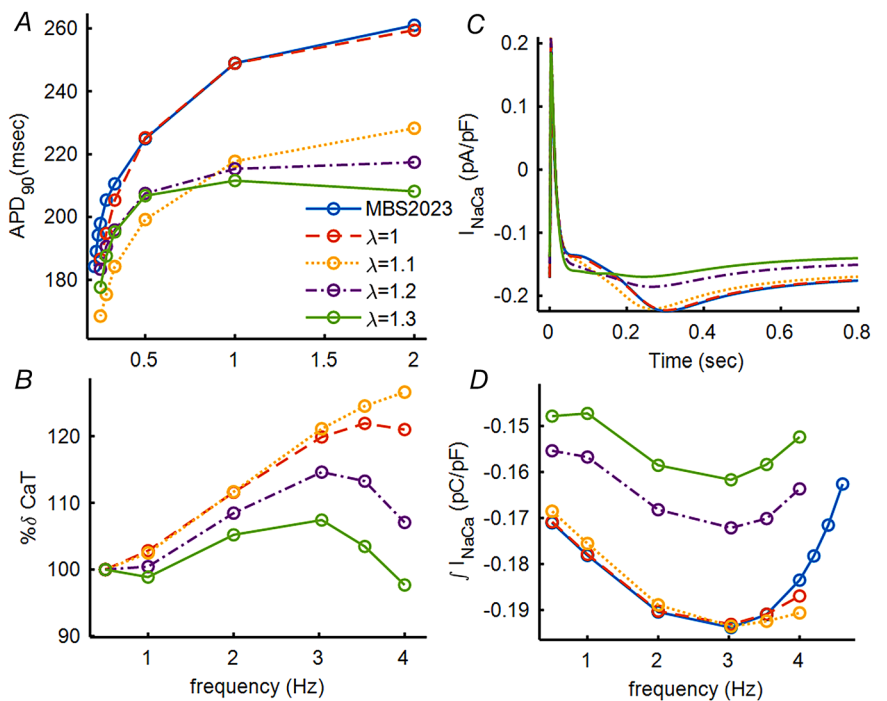 A
APD90(msec)
260
240
220
200
180
0.5
1
1.5
2
MBS2023
λ=1
λ=1.1
λ=1.2
λ=1.3
C
INaCa (pA/pF)
0.2
0.1
0
-0.1
-0.2
0
0.2
0.4
0.6
0.8
Time (sec)
B
%δ CaT
120
110
100
90
1
2
3
4
frequency (Hz)
D
∫ INaCa (pC/pF)
-0.15
-0.16
-0.17
-0.18
-0.19
1
2
3
4
frequency (Hz)